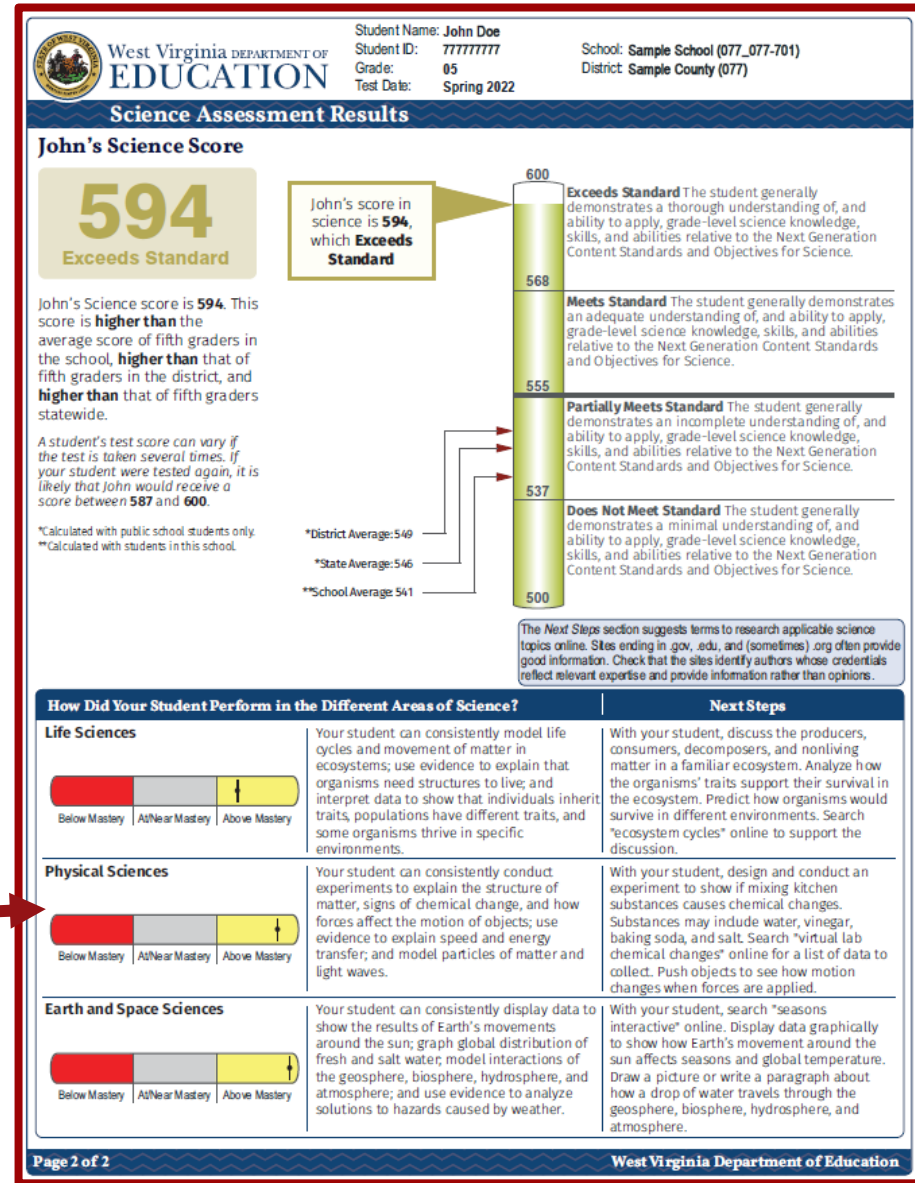 West Virginia DEPARTMENT OF
EDUCATION
STATE OF WEST VIRGINIA
Student Name: John Doe
Student ID: 777777777
Grade: 05
Test Date: Spring 2022
School: Sample School (077_077-701)
District: Sample County (077)
Science Assessment Results
John's Science Score
594
Exceeds Standard
John's Science score is 594. This
score is higher than the
average score of fifth graders in
the school, higher than that of
fifth graders in the district, and
higher than that of fifth graders
statewide.
A student's test score can vary if
the test is taken several times. If
your student were tested again, it is
likely that John would receive a
score between 587 and 600.
*Calculated with public school students only.
**Calculated with students in this school.
John's score in
science is 594,
which Exceeds
Standard
600
Exceeds Standard The student generally
demonstrates a thorough understanding of, and
ability to apply, grade-level science knowledge,
skills, and abilities relative to the Next Generation
Content Standards and Objectives for Science.
568
Meets Standard The student generally demonstrates
an adequate understanding of, and ability to apply,
grade-level science knowledge, skills, and abilities
relative to the Next Generation Content Standards
and Objectives for Science.
555
Partially Meets Standard The student generally
demonstrates an incomplete understanding of, and
ability to apply, grade-level science knowledge,
skills, and abilities relative to the Next Generation
Content Standards and Objectives for Science.
537
Does Not Meet Standard The student generally
demonstrates a minimal understanding of, and
ability to apply, grade-level science knowledge,
skills, and abilities relative to the Next Generation
Content Standards and Objectives for Science.
500
*District Average: 549
*State Average: 546
**School Average: 541
The Next Steps section suggests terms to research applicable science
topics online. Sites ending in .gov, .edu, and (sometimes) .org often provide
good information. Check that the sites identify authors whose credentials
reflect relevant expertise and provide information rather than opinions.
How Did Your Student Perform in the Different Areas of Science?
Next Steps
Life Sciences
Below Mastery At/Near Mastery Above Mastery
Your student can consistently model life
cycles and movement of matter in
ecosystems; use evidence to explain that
organisms need structures to live; and
interpret data to show that individuals inherit
traits, populations have different traits, and
some organisms thrive in specific
environments.
With your student, discuss the producers,
consumers, decomposers, and nonliving
matter in a familiar ecosystem. Analyze how
the organisms' traits support their survival in
the ecosystem. Predict how organisms would
survive in different environments. Search
"ecosystem cycles" online to support the
discussion.
Physical Sciences
Below Mastery At/Near Mastery Above Mastery
Your student can consistently conduct
experiments to explain the structure of
matter, signs of chemical change, and how
forces affect the motion of objects; use
evidence to explain speed and energy
transfer; and model particles of matter and
light waves.
With your student, design and conduct an
experiment to show if mixing kitchen
substances causes chemical changes.
Substances may include water, vinegar,
baking soda, and salt. Search "virtual lab
chemical changes" online for a list of data to
collect. Push objects to see how motion
changes when forces are applied.
Earth and Space Sciences
Below Mastery At/Near Mastery Above Mastery
Your student can consistently display data to
show the results of Earth's movements
around the sun; graph global distribution of
fresh and salt water; model interactions of
the geosphere, biosphere, hydrosphere, and
atmosphere; and use evidence to analyze
solutions to hazards caused by weather.
With your student, search "seasons
interactive" online. Display data graphically
to show how Earth's movement around the
sun affects seasons and global temperature.
Draw a picture or write a paragraph about
how a drop of water travels through the
geosphere, biosphere, hydrosphere, and
atmosphere.
Page 2 of 2
West Virginia Department of Education